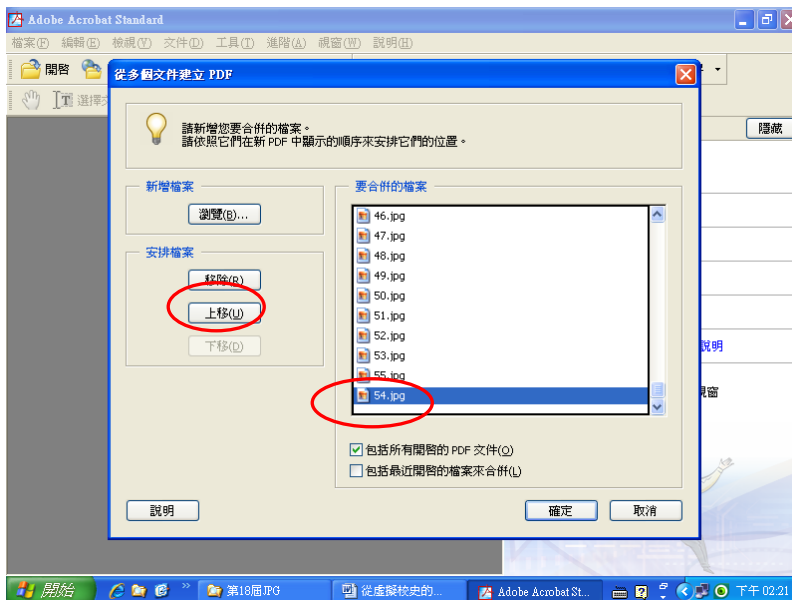 Adobe Acrobat Standard
檔案(F) 編輯(E) 檢視(V) 文件(D) 工具(T) 進階(A) 視窗(W) 說明(H)
開啓
選擇
隱藏
從多個文件建立 PDF
請新增您要合併的檔案。
請依照它們在新 PDF 中顯示的順序來安排它們的位置。
新增檔案
瀏覽(B)...
安排檔案
移除(R)
上移(U)
下移(D)
要合併的檔案
46.jpg
47.jpg
48.jpg
49.jpg
50.jpg
51.jpg
52.jpg
53.jpg
55.jpg
54.jpg
包括所有開啓的 PDF 文件(O)
包括最近開啓的檔案來合併(L)
說明
確定
取消
說明
視窗
開始
第18屆JPG
從虛擬校史的...
Adobe Acrobat St...
下午 02:21